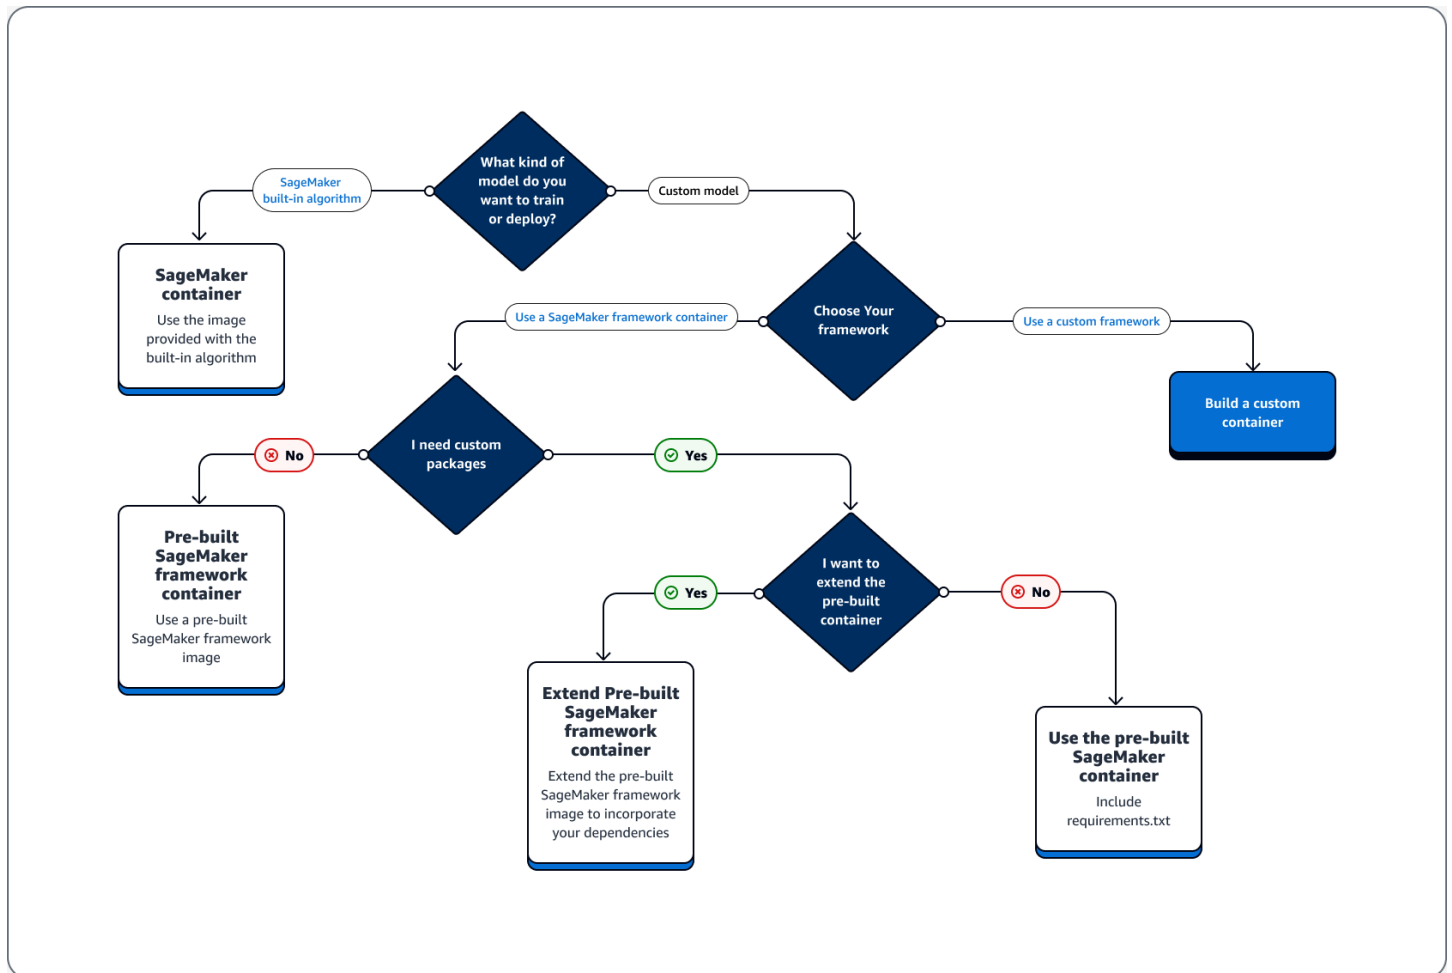 What kind of
model do you
want to train
or deploy?
SageMaker
built-in algorithm
Custom model
SageMaker
container
Use the image
provided with the
built-in algorithm
Choose Your
framework
Use a SageMaker framework container
Use a custom framework
Build a custom
container
I need custom
packages
No
Yes
Pre-built
SageMaker
framework
container
Use a pre-built
SageMaker framework
image
I want to
extend the
pre-built
container
Yes
No
Extend Pre-built
SageMaker
framework
container
Extend the pre-built
SageMaker framework
image to incorporate
your dependencies
Use the pre-built
SageMaker
container
Include
requirements.txt